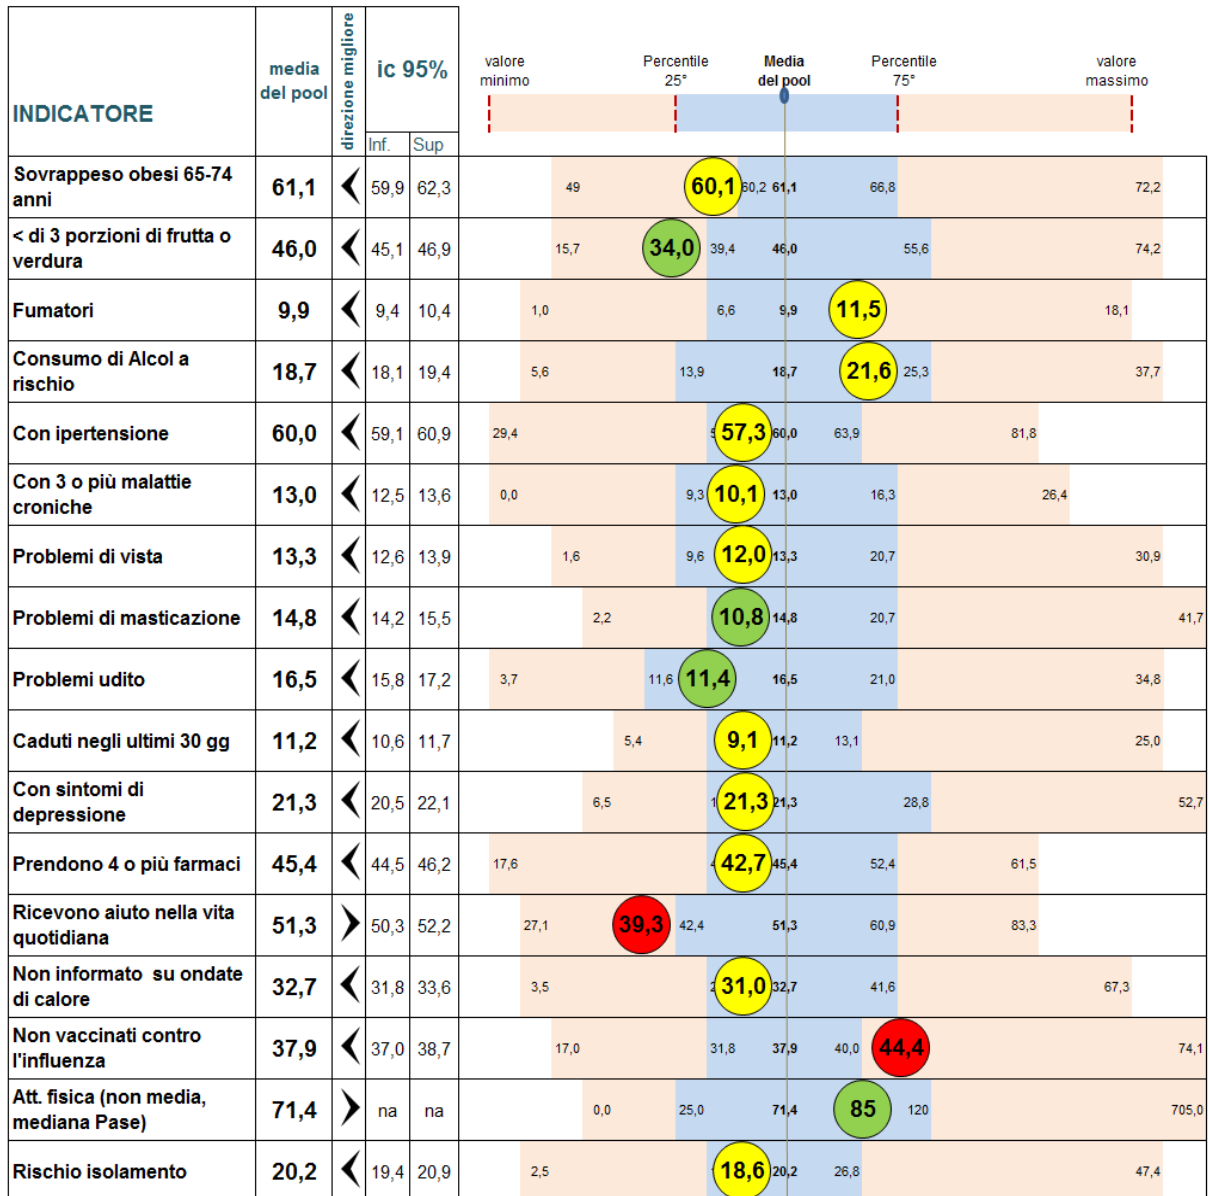 INDICATORE
media
del pool
direzione migliore
ic 95%
Inf. Sup
valore
minimo
Percentile
25°
Media
del pool
Percentile
75°
valore
massimo
Sovrappeso obesi 65-74
anni
61,1 59,9 62,3 49 60,1 60,2 61,1 66,8 72,2
< di 3 porzioni di frutta o
verdura
46,0 45,1 46,9 15,7 34,0 39,4 46,0 55,6 74,2
Fumatori 9,9 9,4 10,4 1,0 6,6 9,9 11,5 18,1
Consumo di Alcol a
rischio
18,7 18,1 19,4 5,6 13,9 18,7 21,6 25,3 37,7
Con ipertensione 60,0 59,1 60,9 29,4 57,3 60,0 63,9 81,8
Con 3 o più malattie
croniche
13,0 12,5 13,6 0,0 9,3 10,1 13,0 16,3 26,4
Problemi di vista 13,3 12,6 13,9 1,6 9,6 12,0 13,3 20,7 30,9
Problemi di masticazione 14,8 14,2 15,5 2,2 10,8 14,8 20,7 41,7
Problemi udito 16,5 15,8 17,2 3,7 11,6 11,4 16,5 21,0 34,8
Caduti negli ultimi 30 gg 11,2 10,6 11,7 5,4 9,1 11,2 13,1 25,0
Con sintomi di
depressione
21,3 20,5 22,1 6,5 21,3 21,3 28,8 52,7
Prendono 4 o più farmaci 45,4 44,5 46,2 17,6 42,7 45,4 52,4 61,5
Ricevono aiuto nella vita
quotidiana
51,3 50,3 52,2 27,1 39,3 42,4 51,3 60,9 83,3
Non informato su ondate
di calore
32,7 31,8 33,6 3,5 31,0 32,7 41,6 67,3
Non vaccinati contro
l'influenza
37,9 37,0 38,7 17,0 31,8 37,9 40,0 44,4 74,1
Att. fisica (non media,
mediana Pase)
71,4 na na 0,0 25,0 71,4 85 120 705,0
Rischio isolamento 20,2 19,4 20,9 2,5 18,6 20,2 26,8 47,4